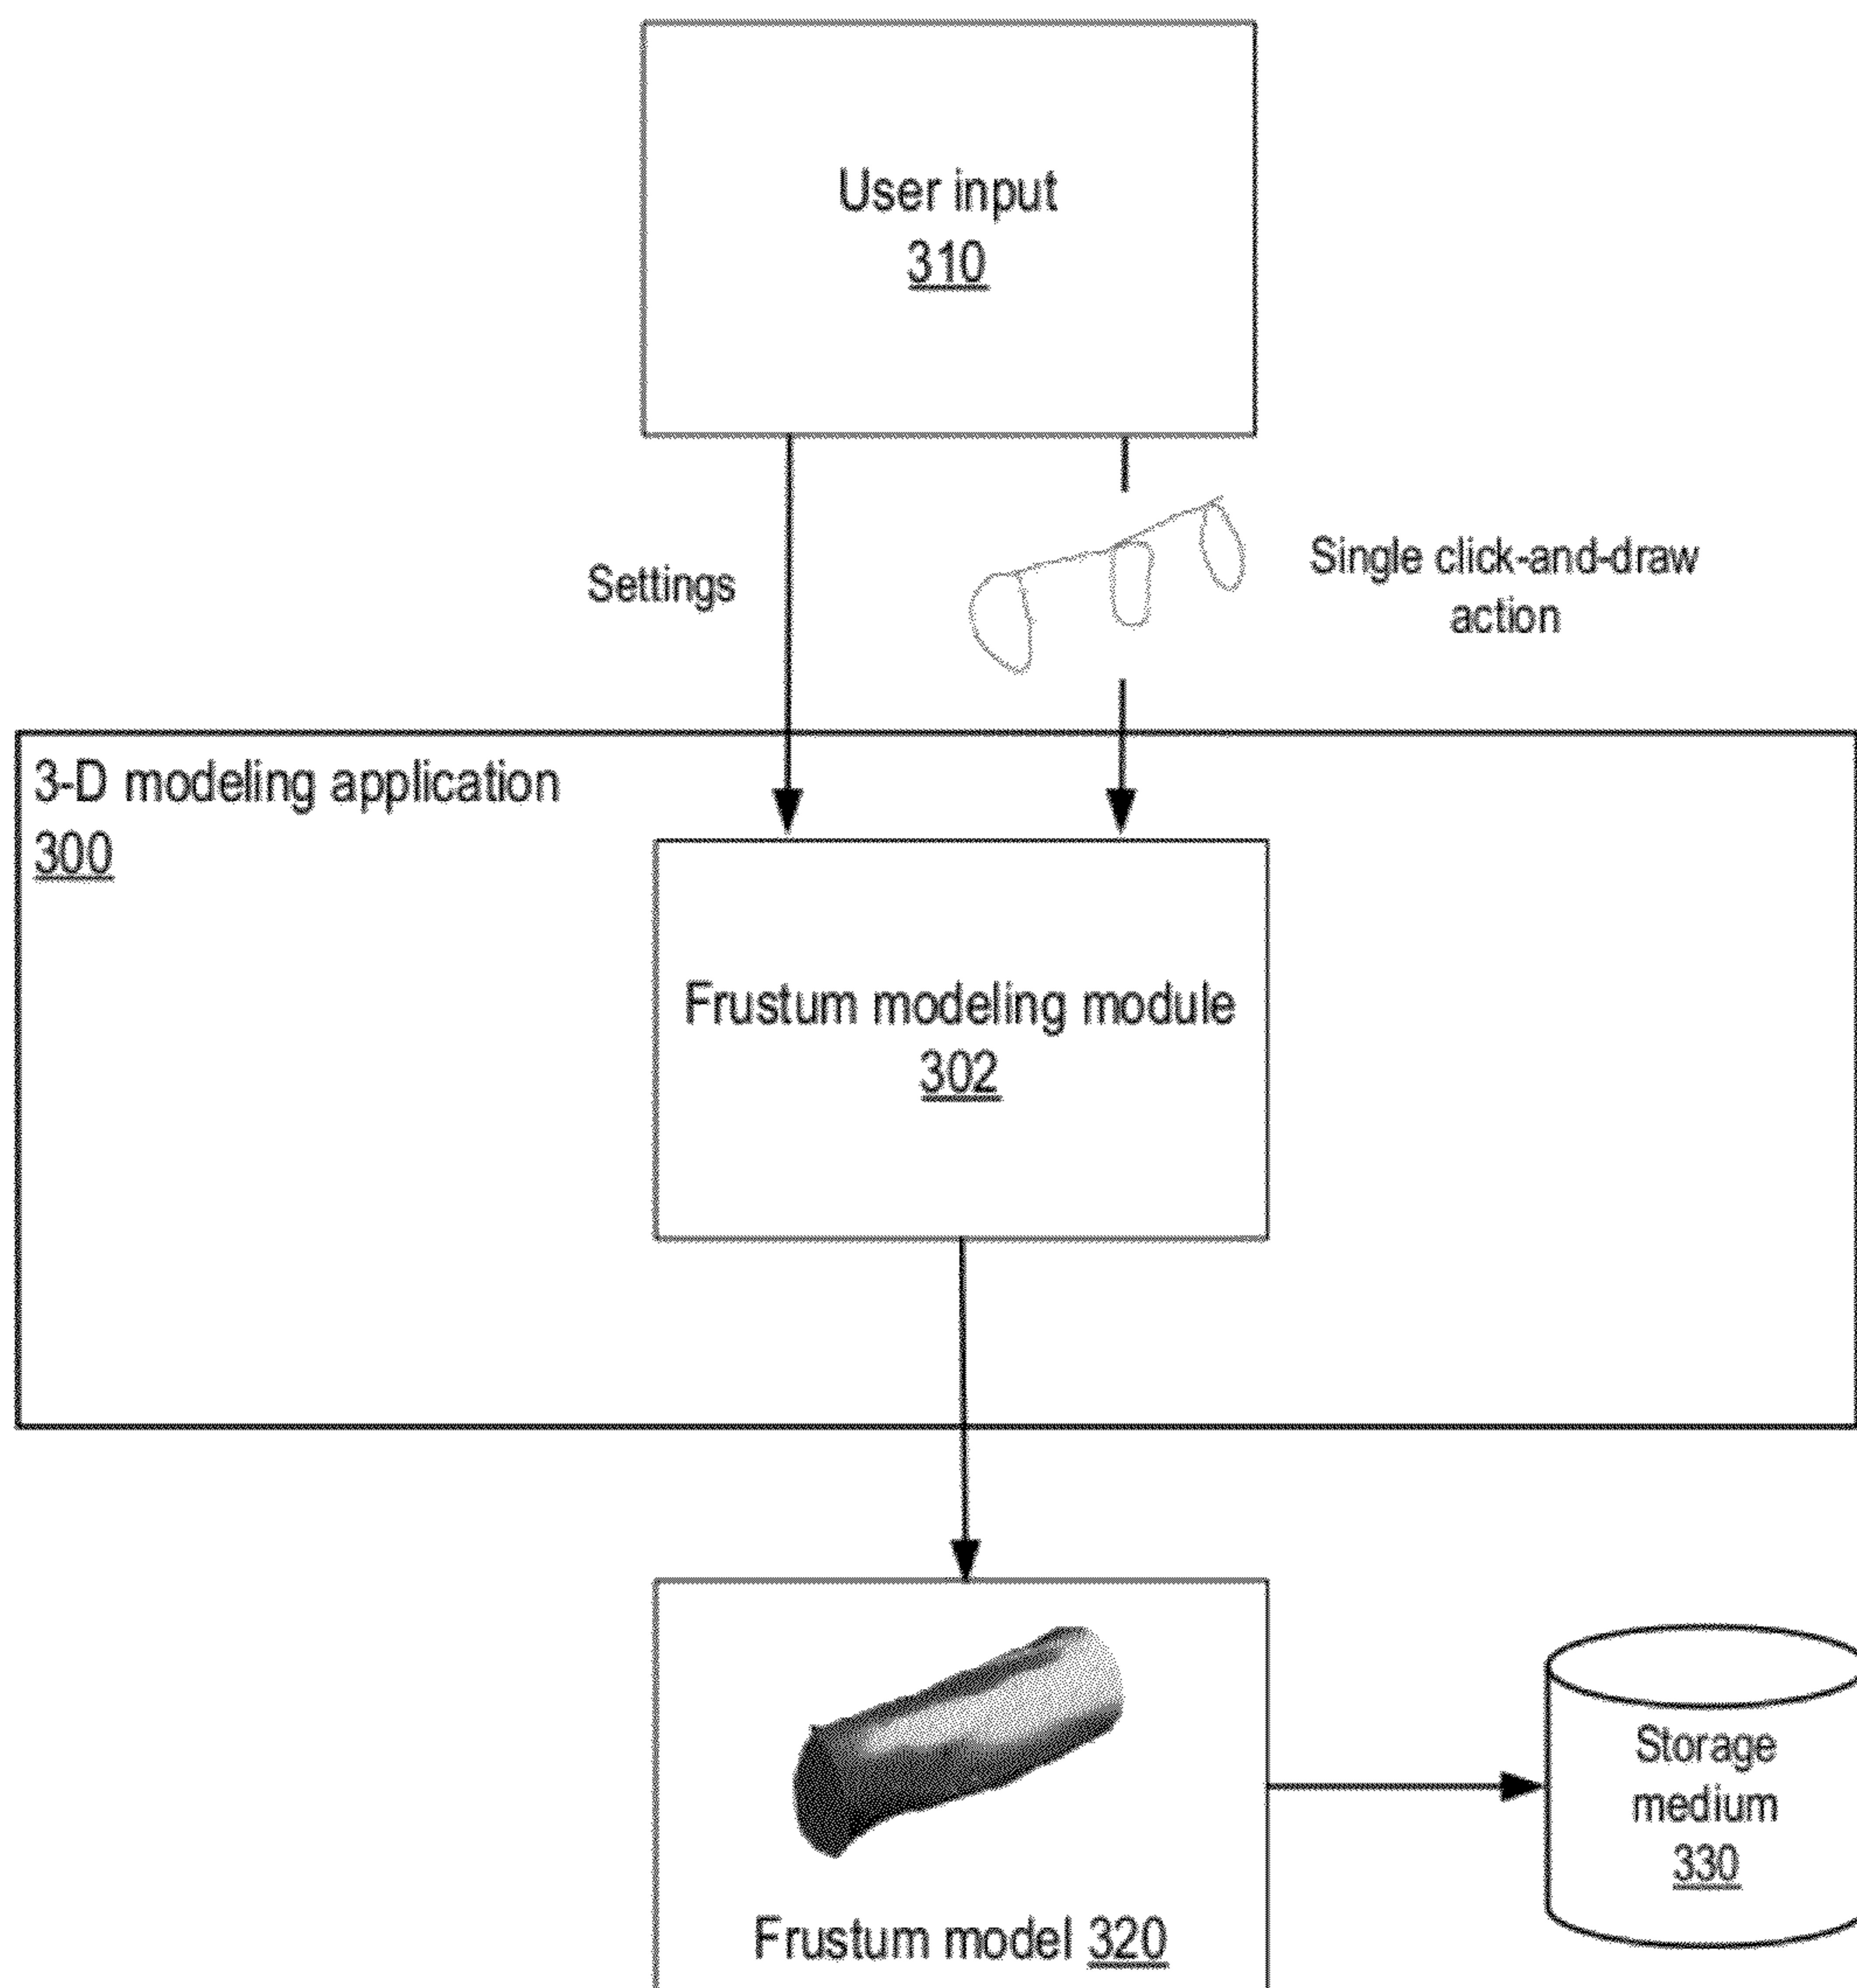 User input
310
Settings
Single click-and-draw
action
3-D modeling application
300
Frustum modeling module
302
Storage
medium
330
Frustum model 320